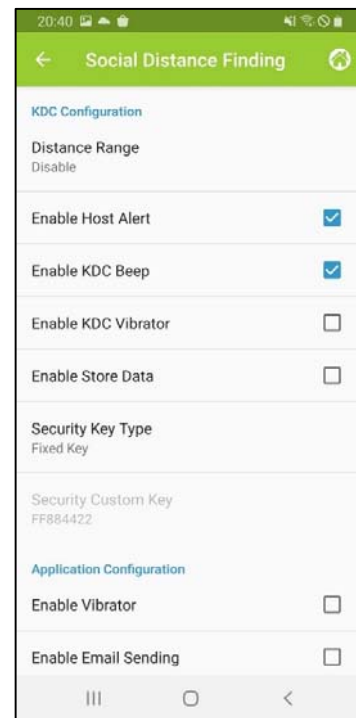 20:40
Social Distance Finding
KDC Configuration
Distance Range
Disable
Enable Host Alert
Enable KDC Beep
Enable KDC Vibrator
Enable Store Data
Security Key Type
Fixed Key
Security Custom Key
FF884422
Application Configuration
Enable Vibrator
Enable Email Sending